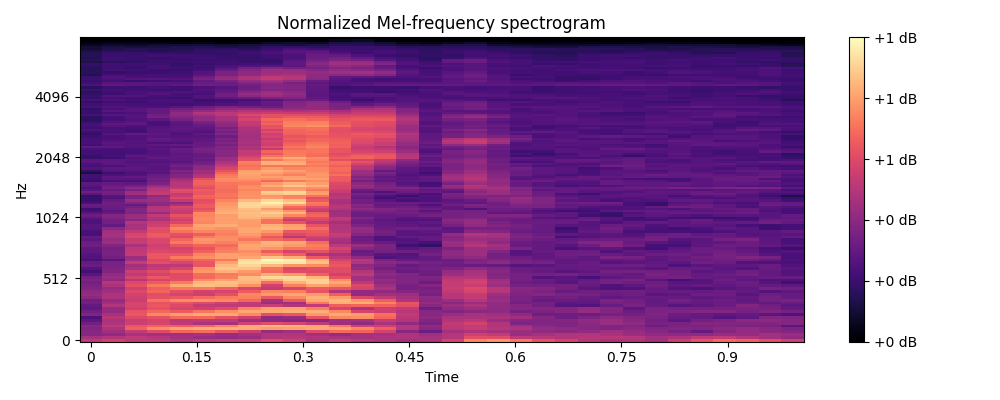 Normalized Mel-frequency spectrogram
Hz
4096
2048
1024
512
0
0
0.15
0.3
0.45
0.6
0.75
0.9
Time
+1 dB
+1 dB
+1 dB
+0 dB
+0 dB
+0 dB